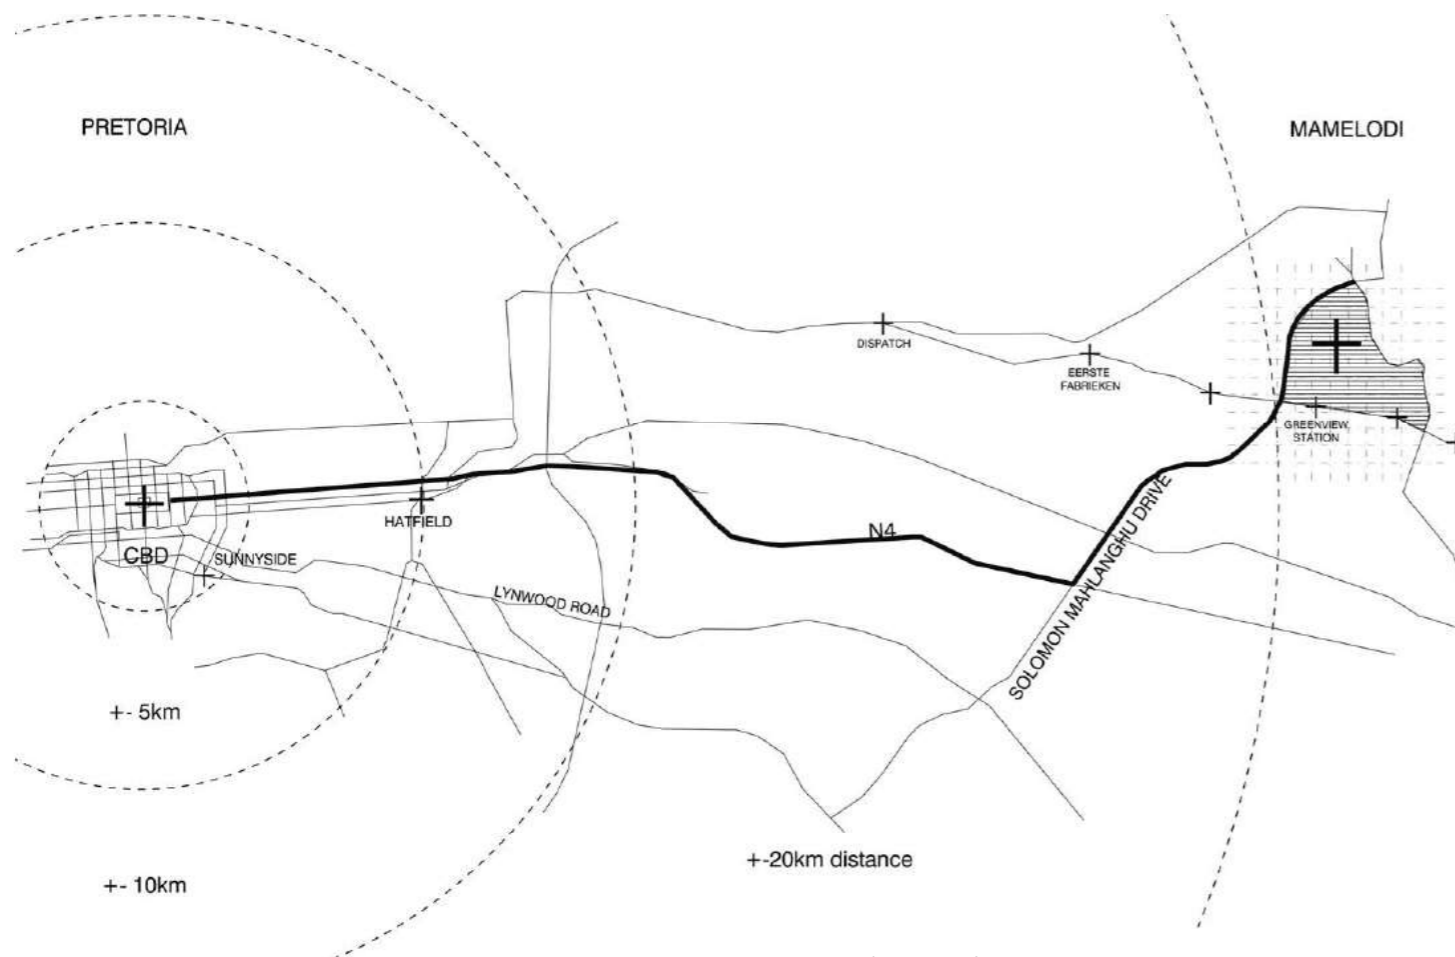 PRETORIA
MAMELODI
DISPATCH
EERSTE
FABRIEKEN
GREENVIEW
STATION
HATFIELD
N4
CBD
SUNNYSIDE
LYNWOOD ROAD
SOLOMON MAHLANGHU DRIVE
+- 5km
+-20km distance
+- 10km